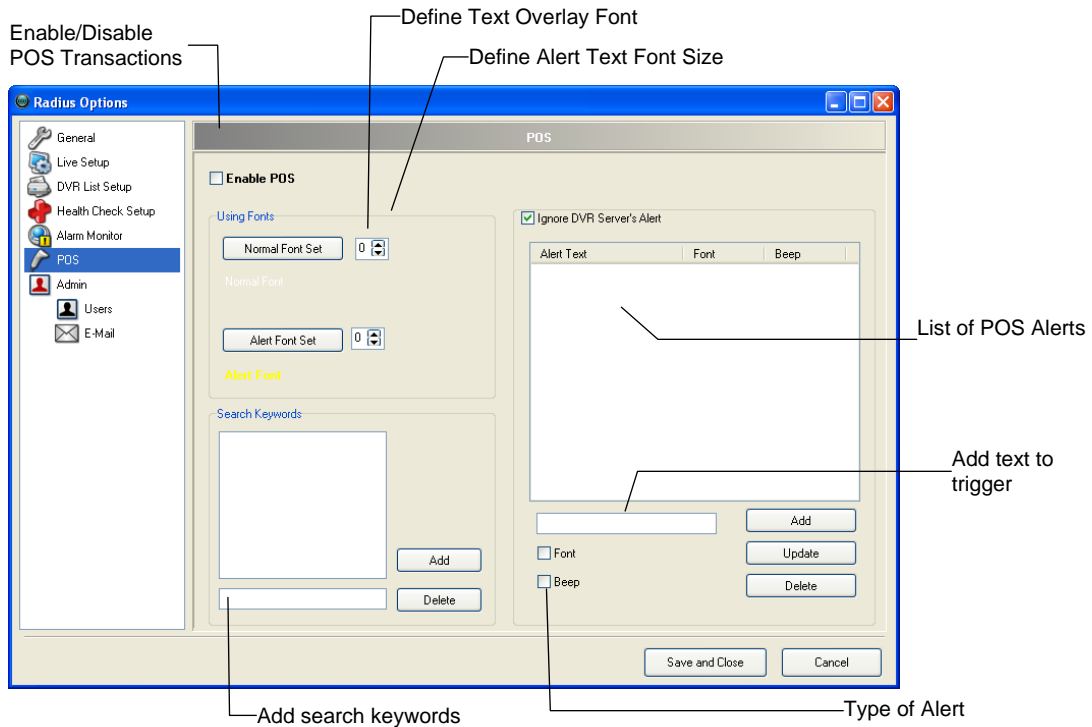 Define Text Overlay Font
Enable/Disable
POS Transactions
Define Alert Text Font Size
Radius Options
General
Live Setup
DVR List Setup
Health Check Setup
Alarm Monitor
POS
Admin
Users
E-Mail
POS
Enable POS
Using Fonts
Normal Font Set
0
Normal Font
Alert Font Set
0
Alert Font
Search Keywords
Add
Delete
Ignore DVR Server's Alert
Alert Text Font Beep
List of POS Alerts
Add text to
trigger
Add
Font
Update
Beep
Delete
Save and Close
Cancel
Add search keywords
Type of Alert